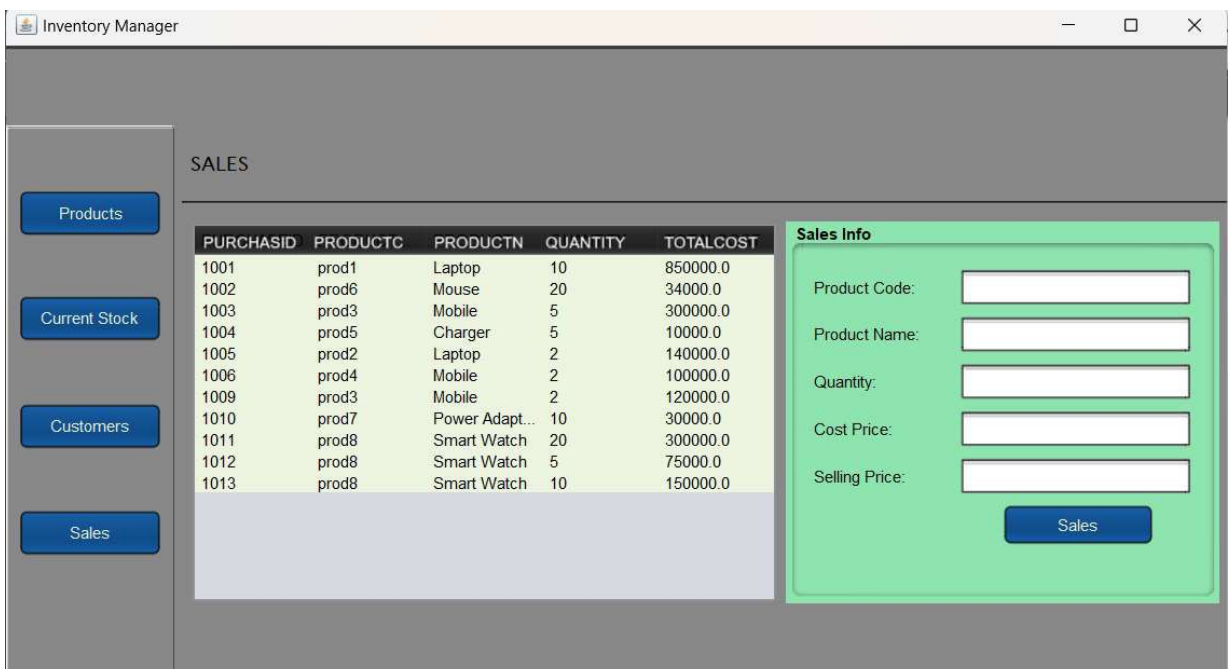 Inventory Manager
SALES
Products
Current Stock
Customers
Sales
PURCHASID PRODUCTC PRODUCTN QUANTITY TOTALCOST
1001 prod1 Laptop 10 850000.0
1002 prod6 Mouse 20 34000.0
1003 prod3 Mobile 5 300000.0
1004 prod5 Charger 5 10000.0
1005 prod2 Laptop 2 140000.0
1006 prod4 Mobile 2 100000.0
1009 prod3 Mobile 2 120000.0
1010 prod7 Power Adapt... 10 30000.0
1011 prod8 Smart Watch 20 300000.0
1012 prod8 Smart Watch 5 75000.0
1013 prod8 Smart Watch 10 150000.0
Sales Info
Product Code:
Product Name:
Quantity:
Cost Price:
Selling Price:
Sales